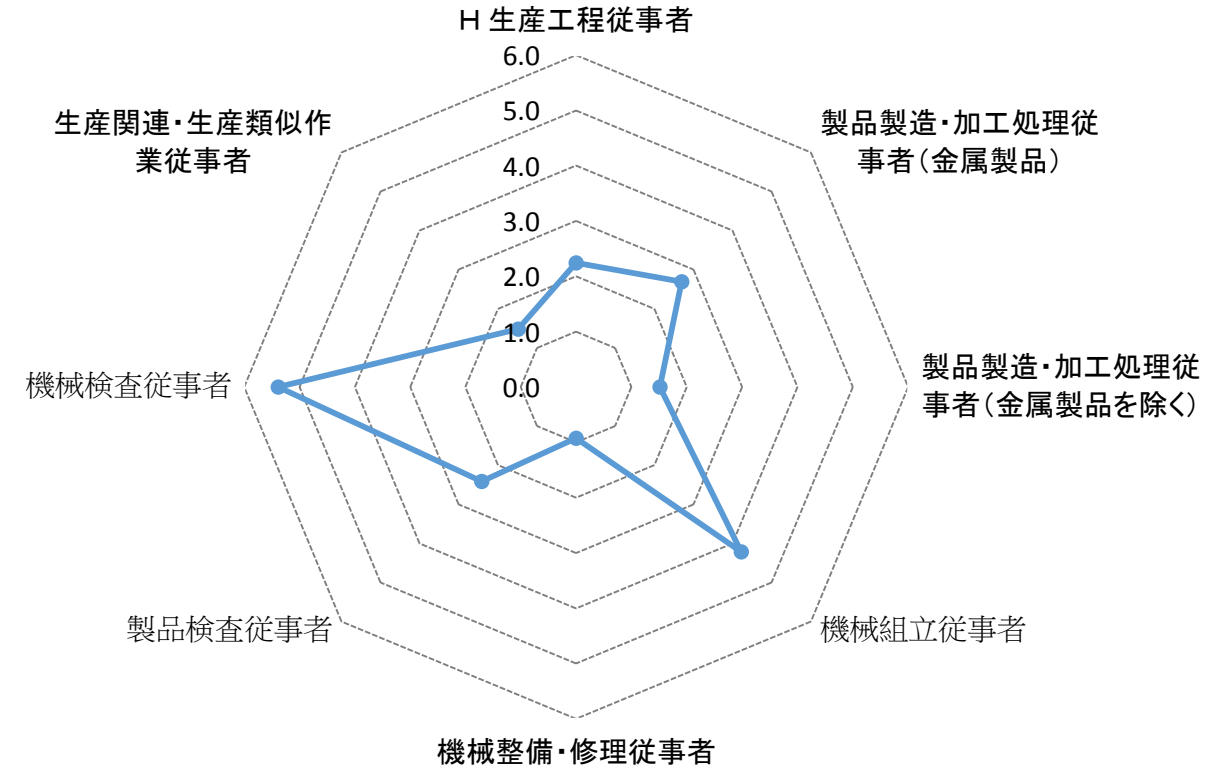 H 生産工程従事者
6.0
5.0
4.0
3.0
2.0
1.0
0.0
製品製造・加工処理従
事者（金属製品）
製品製造・加工処理従
事者（金属製品を除く）
機械組立従事者
機械整備・修理従事者
製品検査従事者
機械検査従事者
生産関連・生産類似作
業従事者